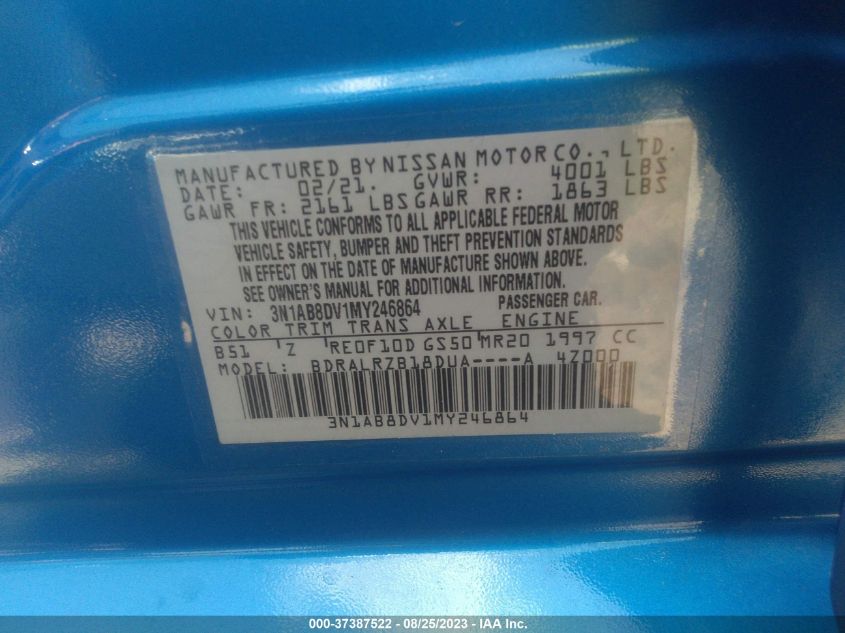 MANUFACTURED BY NISSAN MOTOR CO., LTD.
DATE: 02/21. GVWR: 4001 LBS
GAWR FR: 2161 LBS GAWR RR: 1863 LBS
THIS VEHICLE CONFORMS TO ALL APPLICABLE FEDERAL MOTOR
VEHICLE SAFETY, BUMPER AND THEFT PREVENTION STANDARDS
IN EFFECT ON THE DATE OF MANUFACTURE SHOWN ABOVE.
SEE OWNER'S MANUAL FOR ADDITIONAL INFORMATION.
VIN: 3N1AB8DV1MY246864 PASSENGER CAR.
COLOR TRIM TRANS AXLE ENGINE
B51 'Z 'RE0F10D GS50'MR20 1997 CC
MODEL: BDRALRZB18DUA----A 4Z000
3N1AB8DV1MY246864
000-37387522 - 08/25/2023 - IAA Inc.